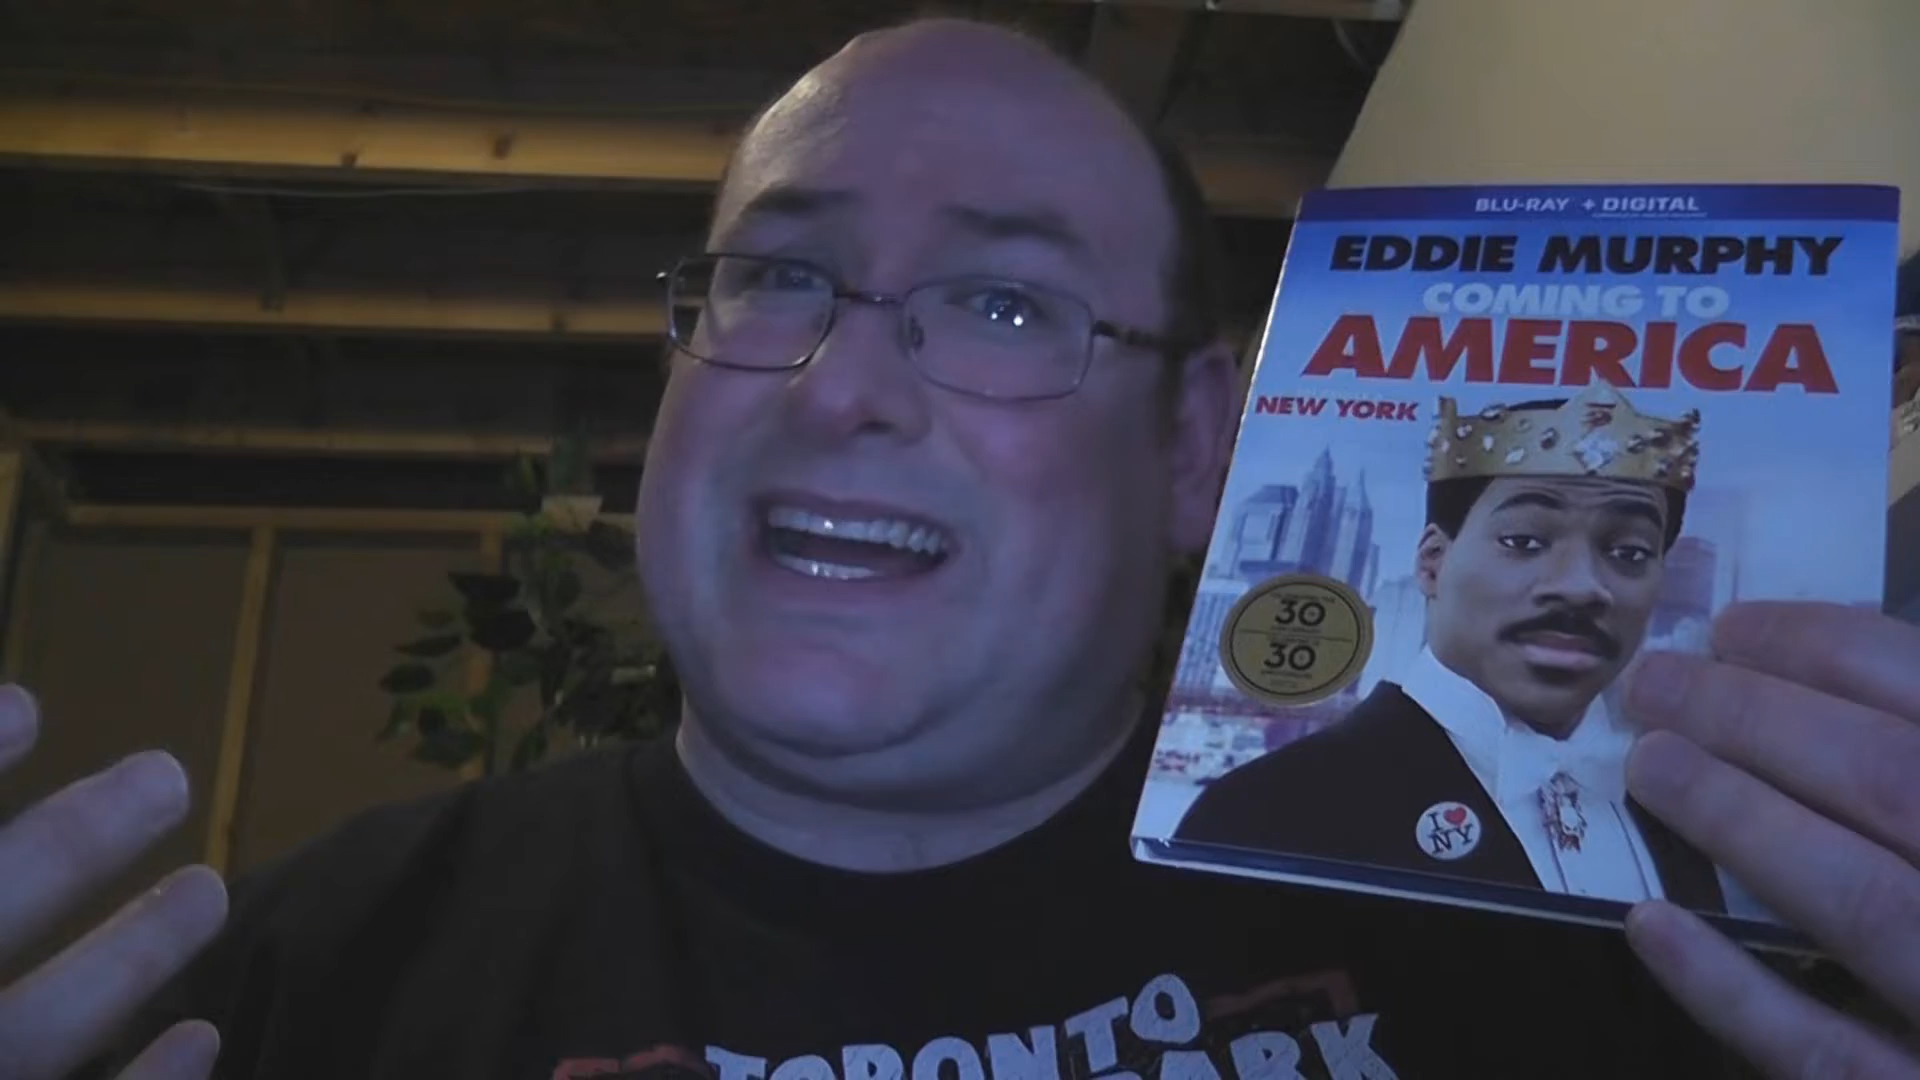 BLU-RAY + DIGITAL
EDDIE MURPHY
COMING TO
AMERICA
NEW YORK
30
30
I ♥
NY
TORONTO